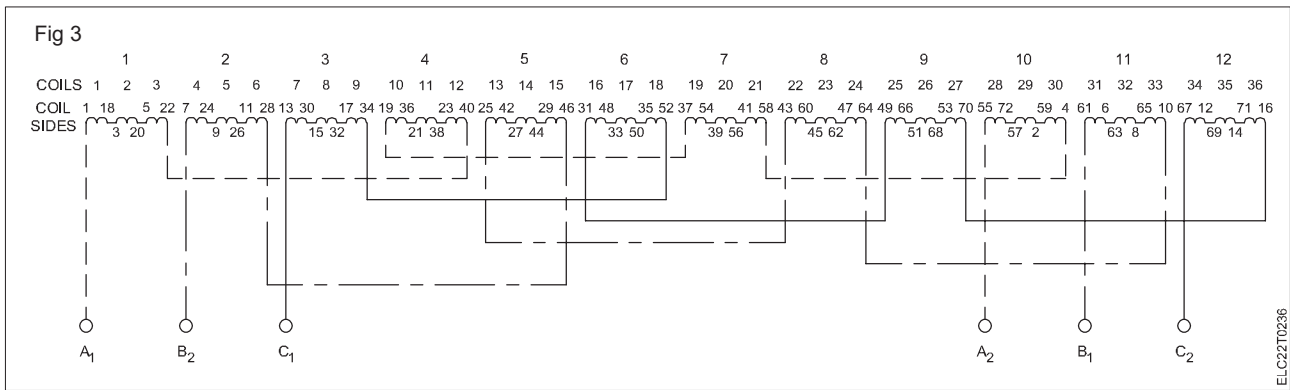 Fig 3
1 2 3 4 5 6 7 8 9 10 11 12
COILS 1 2 3 4 5 6 7 8 9 10 11 12 13 14 15 16 17 18 19 20 21 22 23 24 25 26 27 28 29 30 31 32 33 34 35 36
COIL 1 18 5 22 7 24 11 28 13 30 17 34 19 36 23 40 25 42 29 46 31 48 35 52 37 54 41 58 43 60 47 64 49 66 53 70 55 72 59 4 61 6 65 10 67 12 71 16
SIDES 3 20 9 26 15 32 21 38 27 44 33 50 39 56 45 62 51 68 57 2 63 8 69 14
A1 B2 C1 A2 B1 C2
ELC22T0236